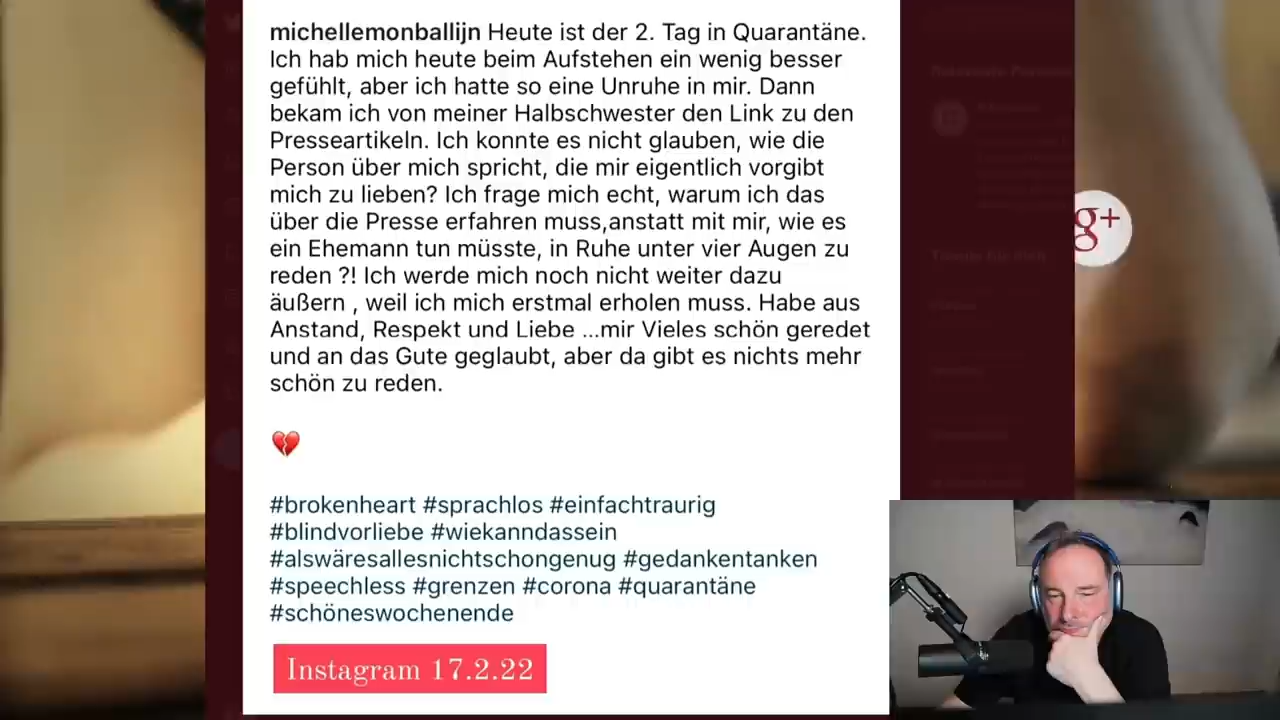 michellemonballijn Heute ist der 2. Tag in Quarantäne.
Ich hab mich heute beim Aufstehen ein wenig besser
gefühlt, aber ich hatte so eine Unruhe in mir. Dann
bekam ich von meiner Halbschwester den Link zu den
Presseartikeln. Ich konnte es nicht glauben, wie die
Person über mich spricht, die mir eigentlich vorgibt
mich zu lieben? Ich frage mich echt, warum ich das
über die Presse erfahren muss,anstatt mit mir, wie es
ein Ehemann tun müsste, in Ruhe unter vier Augen zu
reden ?! Ich werde mich noch nicht weiter dazu
äußern , weil ich mich erstmal erholen muss. Habe aus
Anstand, Respekt und Liebe ...mir Vieles schön geredet
und an das Gute geglaubt, aber da gibt es nichts mehr
schön zu reden.
💔
#brokenheart #sprachlos #einfachtraurig
#blindvorliebe #wiekanndassein
#alswäresallesnichtschongenug #gedankentanken
#speechless #grenzen #corona #quarantäne
#schöneswochenende
Instagram 17.2.22
g+